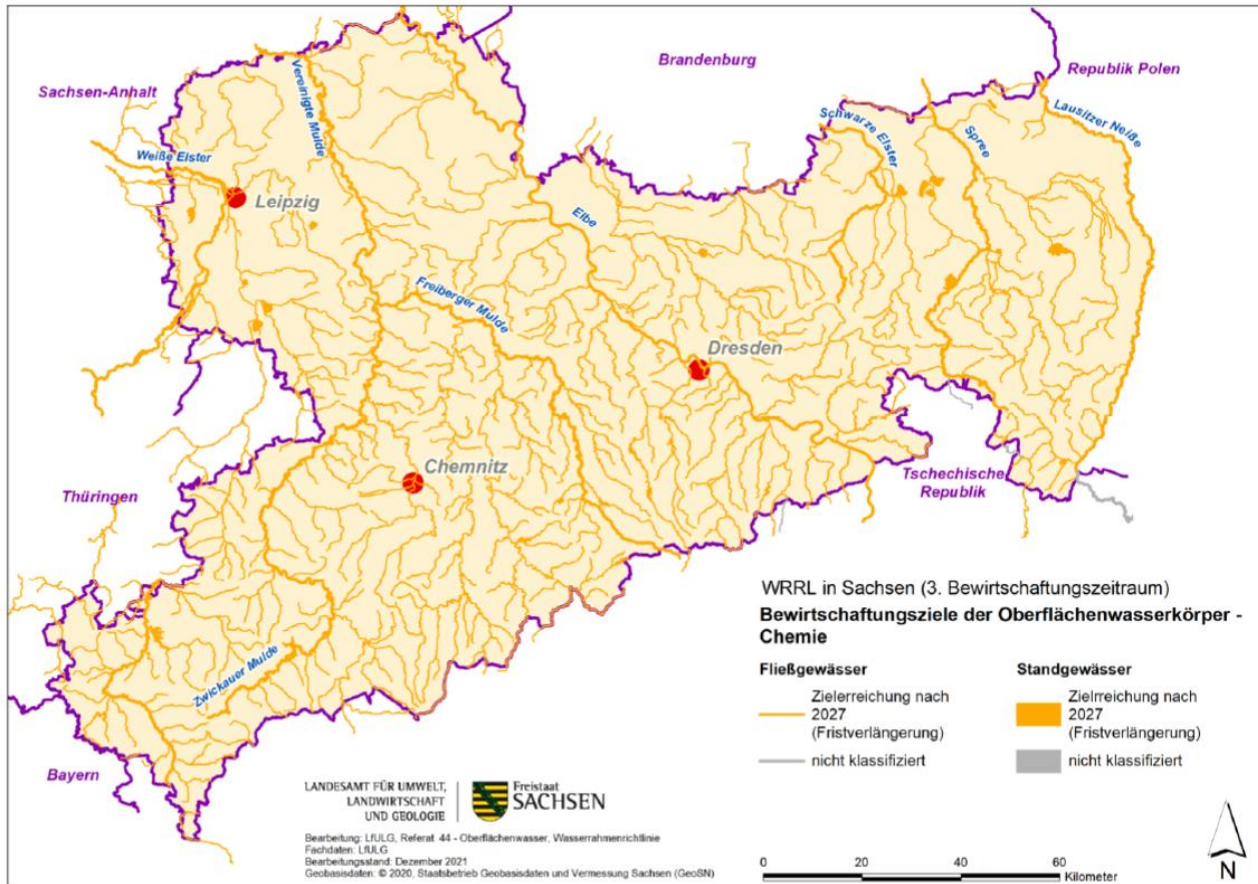 Brandenburg
Republik Polen
Sachsen-Anhalt
Vereinigte Mulde
Schwarze Elster
Spree
Lausitzer Neiße
Weiße Elster
Leipzig
Elbe
Freiberger Mulde
Dresden
Chemnitz
Tschechische
Republik
Thüringen
Zwickauer Mulde
Bayern
WRRL in Sachsen (3. Bewirtschaftungszeitraum)
Bewirtschaftungsziele der Oberflächenwasserkörper -
Chemie
Fließgewässer
Zielerreichung nach
2027
(Fristverlängerung)
nicht klassifiziert
Standgewässer
Zielrreichung nach
2027
(Fristverlängerung)
nicht klassifiziert
LANDESAMT FÜR UMWELT,
LANDWIRTSCHAFT
UND GEOLOGIE
Freistaat
SACHSEN
Bearbeitung: LfULG, Referat 44 - Oberflächenwasser, Wasserrahmenrichtlinie
Fachdaten: LfULG
Bearbeitungsstand: Dezember 2021
Geobasisdaten: © 2020, Staatsbetrieb Geobasisdaten und Vermessung Sachsen (GeoSN)
0 20 40 60
Kilometer
N